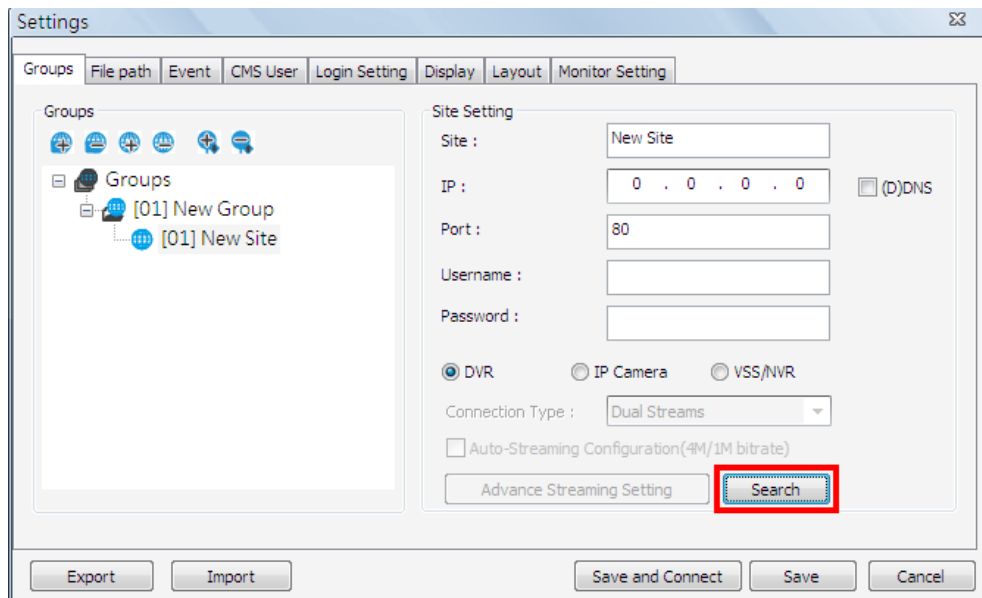 Settings
Groups File path Event CMS User Login Setting Display Layout Monitor Setting
Groups
Groups
[01] New Group
[01] New Site
Site Setting
Site : New Site
IP : 0 . 0 . 0 . 0 (D)DNS
Port : 80
Username :
Password :
DVR IP Camera VSS/NVR
Connection Type : Dual Streams
Auto-Streaming Configuration(4M/1M bitrate)
Advance Streaming Setting Search
Export Import Save and Connect Save Cancel